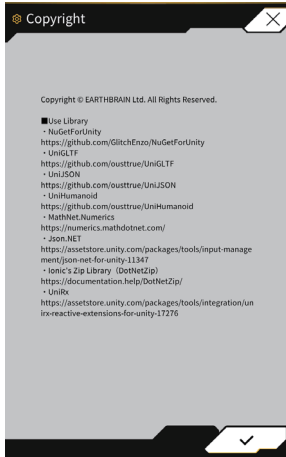 Copyright
Copyright © EARTHBRAIN Ltd. All Rights Reserved.
■Use Library
・NuGetForUnity
https://github.com/GlitchEnzo/NuGetForUnity
・UniGLTF
https://github.com/ousttrue/UniGLTF
・UniJSON
https://github.com/ousttrue/UniJSON
・UniHumanoid
https://github.com/ousttrue/UniHumanoid
・MathNet.Numerics
https://numerics.mathdotnet.com/
・Json.NET
https://assetstore.unity.com/packages/tools/input-manage
ment/json-net-for-unity-11347
・Ionic's Zip Library（DotNetZip）
https://documentation.help/DotNetZip/
・UniRx
https://assetstore.unity.com/packages/tools/integration/un
irx-reactive-extensions-for-unity-17276